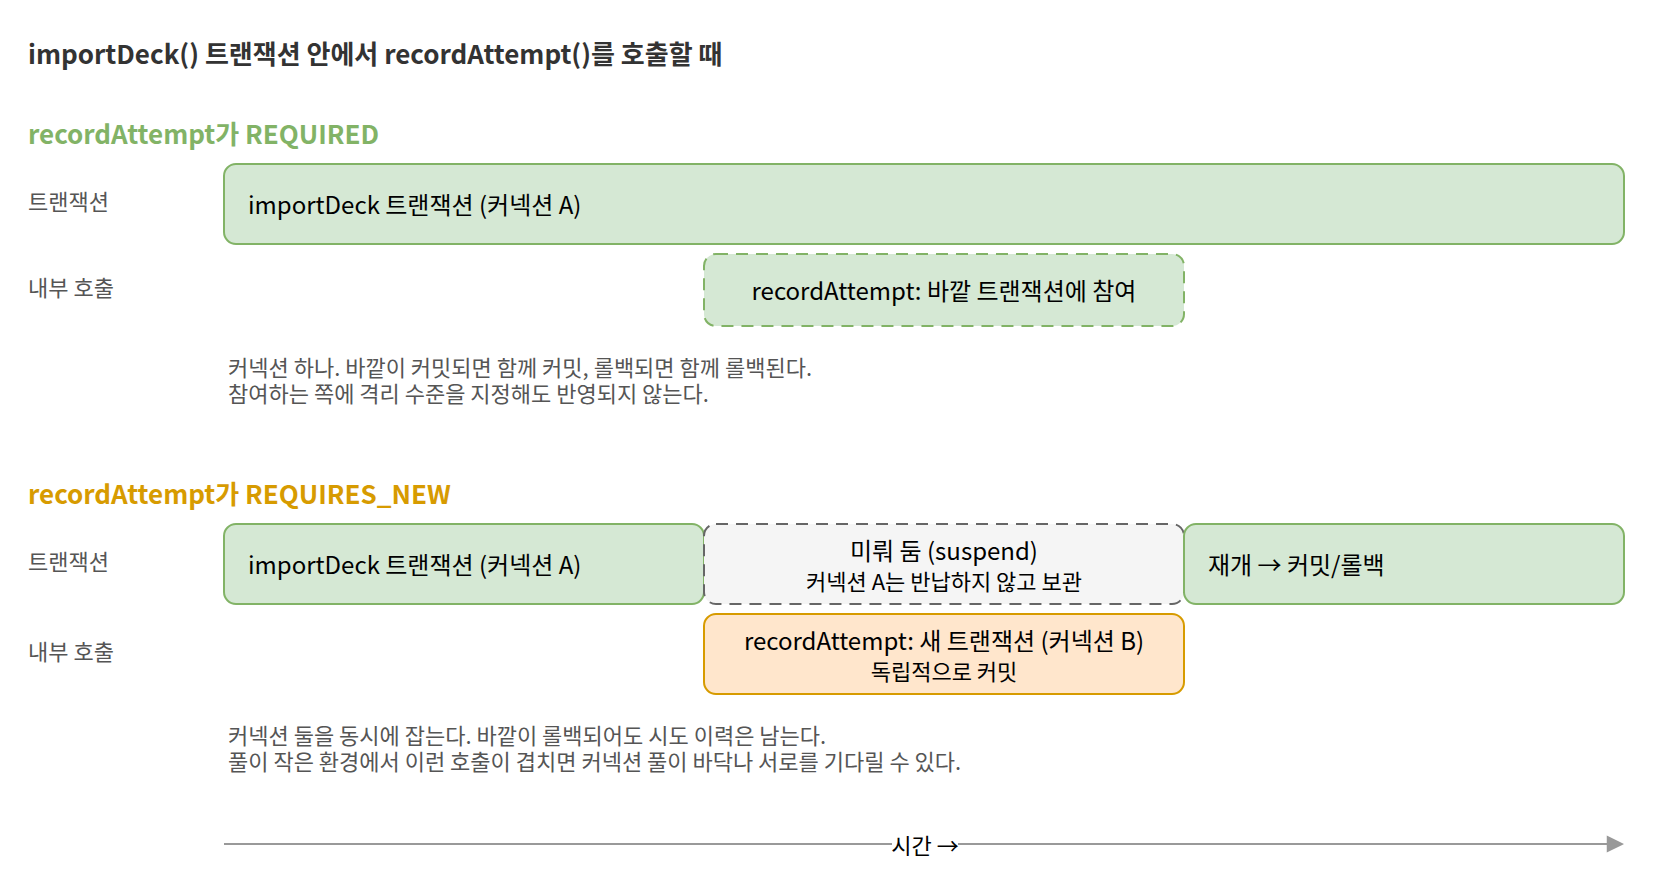 importDeck() 트랜잭션 안에서 recordAttempt()를 호출할 때
recordAttempt가 REQUIRED
트랜잭션
importDeck 트랜잭션 (커넥션 A)
내부 호출
recordAttempt: 바깥 트랜잭션에 참여
커넥션 하나. 바깥이 커밋되면 함께 커밋, 롤백되면 함께 롤백된다.
참여하는 쪽에 격리 수준을 지정해도 반영되지 않는다.
recordAttempt가 REQUIRES_NEW
트랜잭션
importDeck 트랜잭션 (커넥션 A)
미뤄 둠 (suspend)
커넥션 A는 반납하지 않고 보관
재개 → 커밋/롤백
내부 호출
recordAttempt: 새 트랜잭션 (커넥션 B)
독립적으로 커밋
커넥션 둘을 동시에 잡는다. 바깥이 롤백되어도 시도 이력은 남는다.
풀이 작은 환경에서 이런 호출이 겹치면 커넥션 풀이 바닥나 서로를 기다릴 수 있다.
시간 →